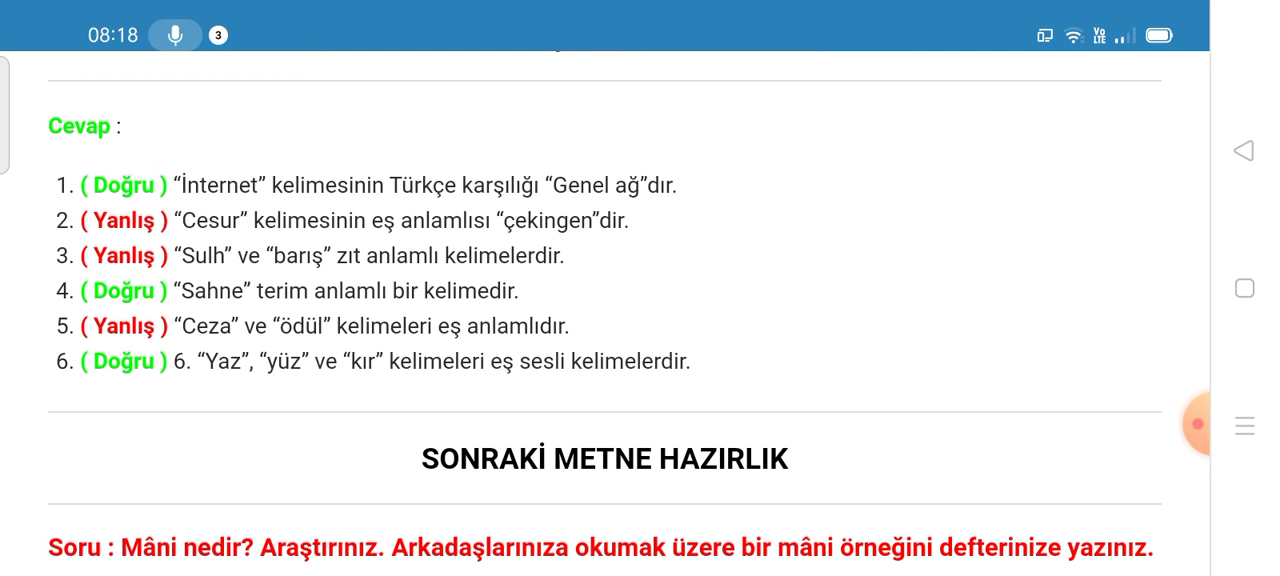 08:18 3 Vo LTE
Cevap :
1. ( Doğru ) “İnternet” kelimesinin Türkçe karşılığı “Genel ağ”dır.
2. ( Yanlış ) “Cesur” kelimesinin eş anlamlısı “çekingen”dir.
3. ( Yanlış ) “Sulh” ve “barış” zıt anlamlı kelimelerdir.
4. ( Doğru ) “Sahne” terim anlamlı bir kelimedir.
5. ( Yanlış ) “Ceza” ve “ödül” kelimeleri eş anlamlıdır.
6. ( Doğru ) 6. “Yaz”, “yüz” ve “kır” kelimeleri eş sesli kelimelerdir.
SONRAKİ METNE HAZIRLIK
Soru : Mâni nedir? Araştırınız. Arkadaşlarınıza okumak üzere bir mâni örneğini defterinize yazınız.